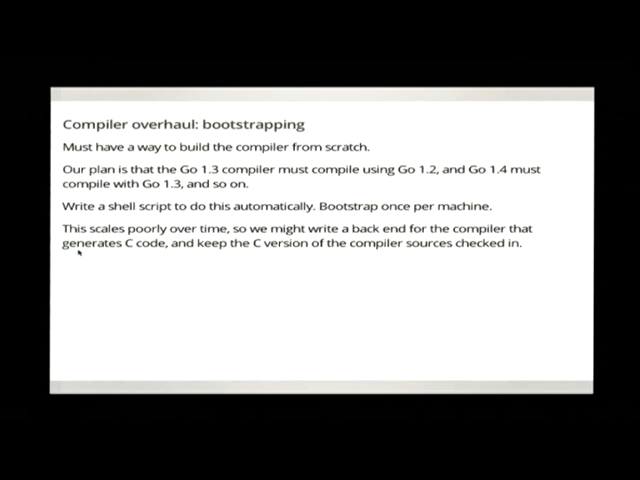 Compiler overhaul: bootstrapping
Must have a way to build the compiler from scratch.
Our plan is that the Go 1.3 compiler must compile using Go 1.2, and Go 1.4 must
compile with Go 1.3, and so on.
Write a shell script to do this automatically. Bootstrap once per machine.
This scales poorly over time, so we might write a back end for the compiler that
generates C code, and keep the C version of the compiler sources checked in.